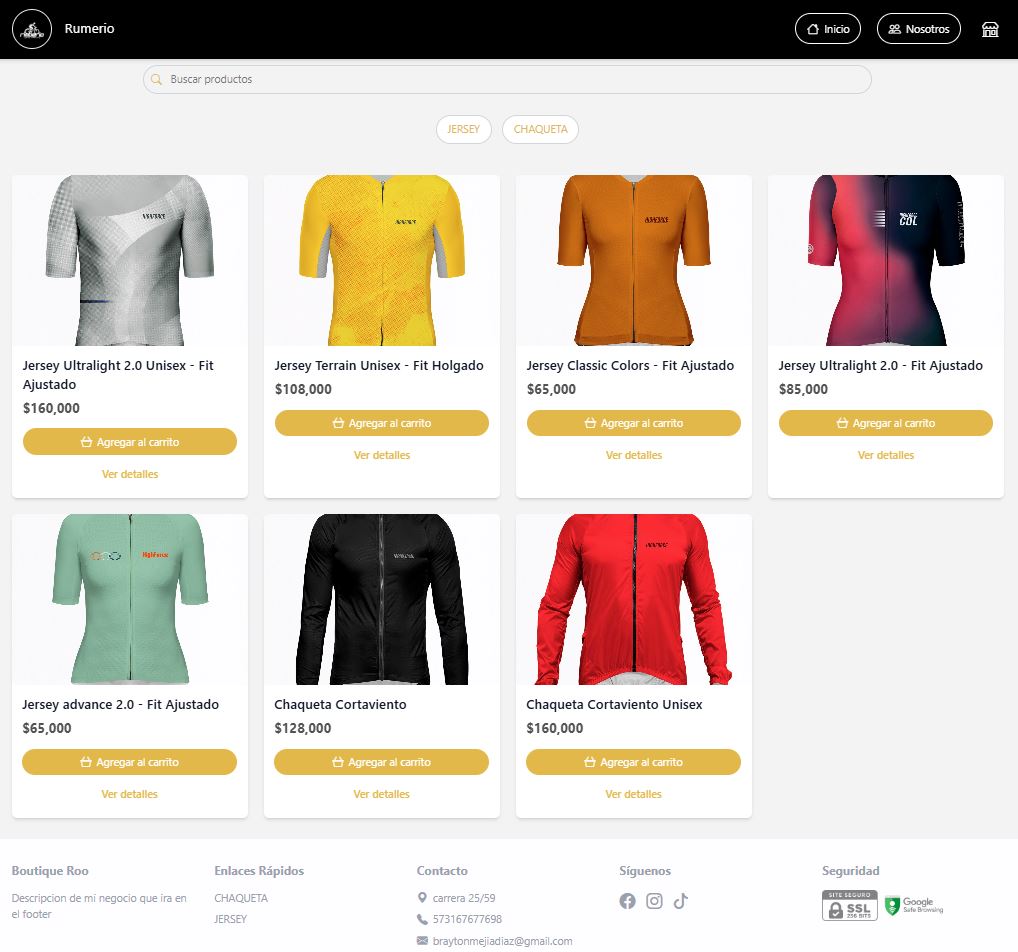 Rumerio
Inicio
Nosotros
Buscar productos
JERSEY
CHAQUETA
HIGHFORCE
HIGHFORCE
HIGHFORCE
COL
Jersey Ultralight 2.0 Unisex - Fit
Ajustado
$160,000
Agregar al carrito
Ver detalles
Jersey Terrain Unisex - Fit Holgado
$108,000
Agregar al carrito
Ver detalles
Jersey Classic Colors - Fit Ajustado
$65,000
Agregar al carrito
Ver detalles
Jersey Ultralight 2.0 - Fit Ajustado
$85,000
Agregar al carrito
Ver detalles
HighForce
HIGHFORCE
Jersey advance 2.0 - Fit Ajustado
$65,000
Agregar al carrito
Ver detalles
Chaqueta Cortaviento
$128,000
Agregar al carrito
Ver detalles
Chaqueta Cortaviento Unisex
$160,000
Agregar al carrito
Ver detalles
Boutique Roo
Descripcion de mi negocio que ira en
el footer
Enlaces Rápidos
CHAQUETA
JERSEY
Contacto
carrera 25/59
573167677698
braytonmejiadiaz@gmail.com
Síguenos
Seguridad
SITE SEGURO
SSL
256 BITS
Google
Safe Browsing